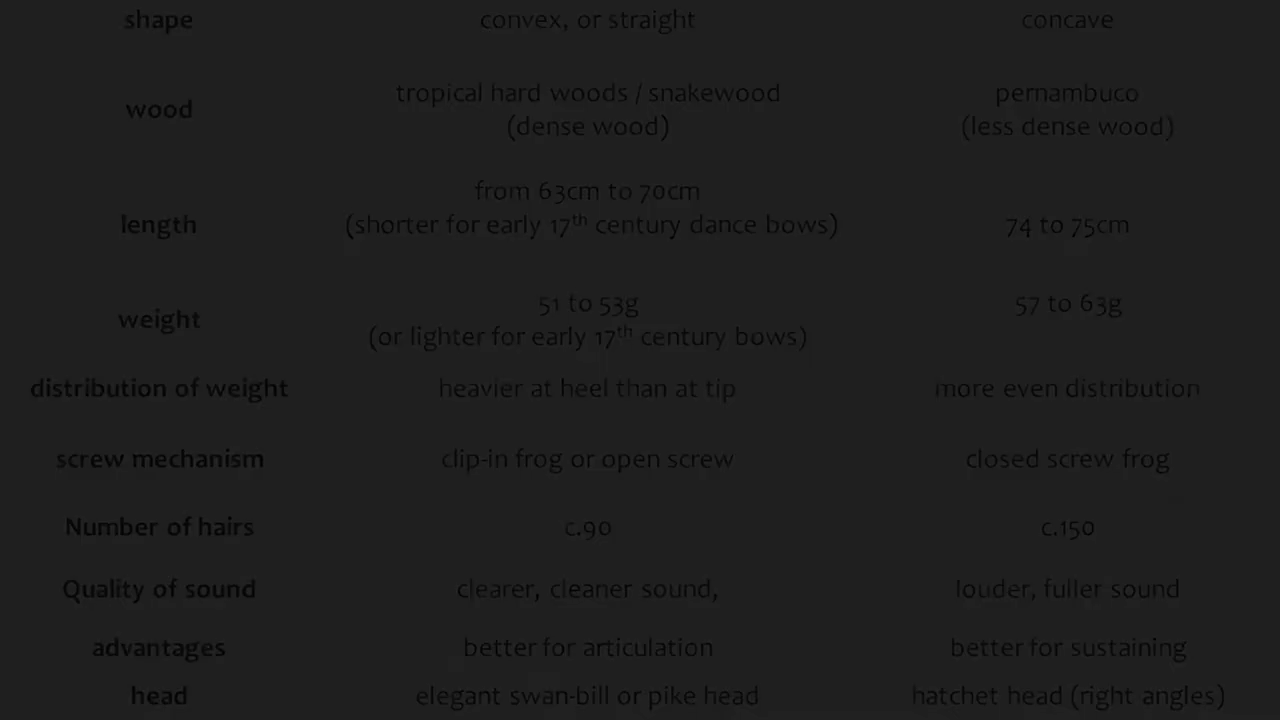 shape convex, or straight concave
tropical hard woods / snakewood pernambuco
wood
(dense wood) (less dense wood)
from 63cm to 70cm
length (shorter for early 17th century dance bows) 74 to 75cm
51 to 53g 57 to 63g
weight
(or lighter for early 17th century bows)
distribution of weight heavier at heel than at tip more even distribution
screw mechanism clip-in frog or open screw closed screw frog
Number of hairs c.90 c.150
Quality of sound clearer, cleaner sound, louder, fuller sound
advantages better for articulation better for sustaining
head elegant swan-bill or pike head hatchet head (right angles)